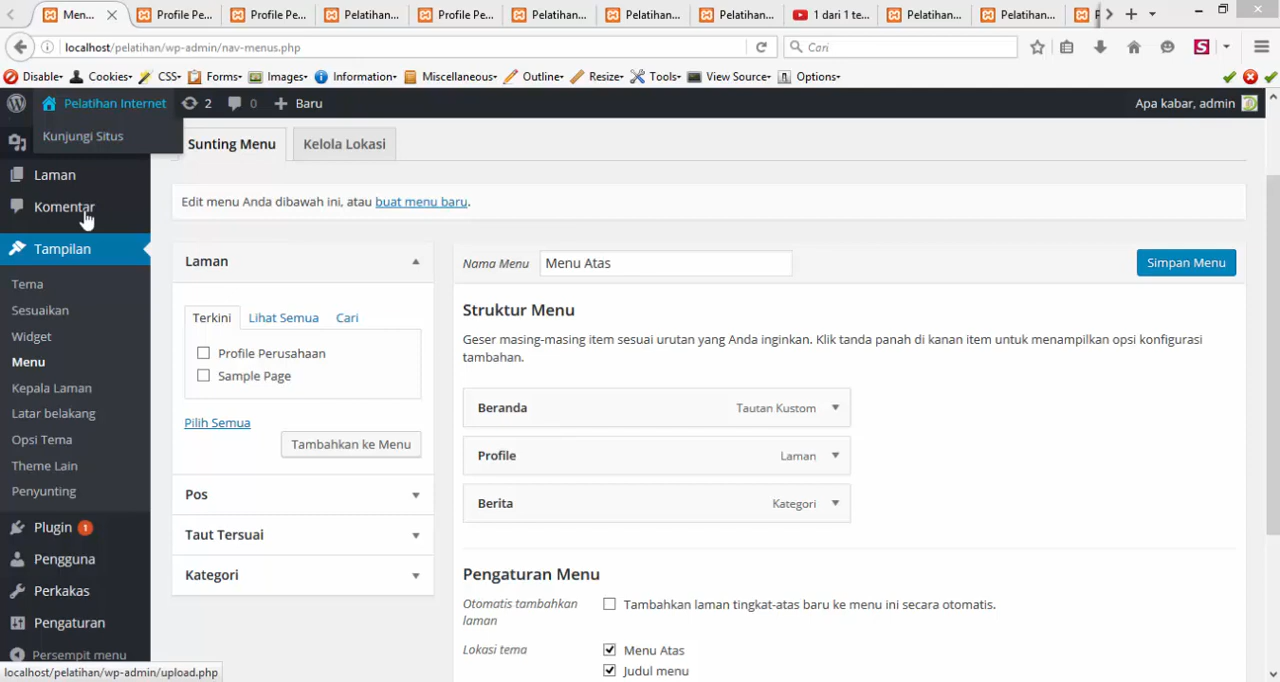 Men...
Profile Pe...
Profile Pe...
Pelatihan...
Profile Pe...
Pelatihan...
Pelatihan...
Pelatihan...
1 dari 1 te...
Pelatihan...
Pelatihan...
localhost/pelatihan/wp-admin/nav-menus.php
Cari
Disable Cookies CSS Forms Images Information Miscellaneous Outline Resize Tools View Source Options
Pelatihan Internet 2 0 Baru
Apa kabar, admin
Kunjungi Situs
Laman
Komentar
Tampilan
Tema
Sesuaikan
Widget
Menu
Kepala Laman
Latar belakang
Opsi Tema
Theme Lain
Penyunting
Plugin 1
Pengguna
Perkakas
Pengaturan
Persempit menu
localhost/pelatihan/wp-admin/upload.php
Sunting Menu
Kelola Lokasi
Edit menu Anda dibawah ini, atau buat menu baru.
Laman
Terkini Lihat Semua Cari
Profile Perusahaan
Sample Page
Pilih Semua
Tambahkan ke Menu
Pos
Taut Tersuai
Kategori
Nama Menu Menu Atas
Simpan Menu
Struktur Menu
Geser masing-masing item sesuai urutan yang Anda inginkan. Klik tanda panah di kanan item untuk menampilkan opsi konfigurasi
tambahan.
Beranda Tautan Kustom
Profile Laman
Berita Kategori
Pengaturan Menu
Otomatis tambahkan
laman
Tambahkan laman tingkat-atas baru ke menu ini secara otomatis.
Lokasi tema
Menu Atas
Judul menu